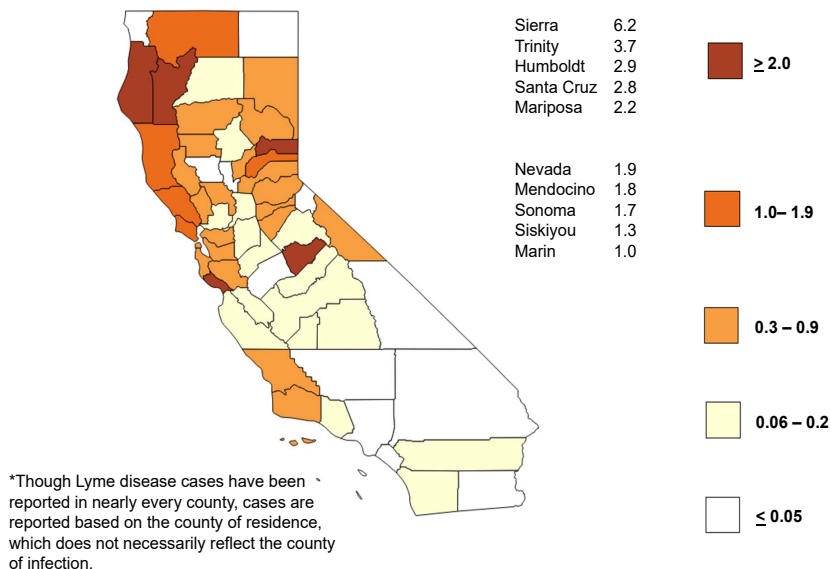 Sierra 6.2
Trinity 3.7
Humboldt 2.9
Santa Cruz 2.8
Mariposa 2.2
≥ 2.0
Nevada 1.9
Mendocino 1.8
Sonoma 1.7
Siskiyou 1.3
Marin 1.0
1.0– 1.9
0.3 – 0.9
0.06 – 0.2
≤ 0.05
*Though Lyme disease cases have been
reported in nearly every county, cases are
reported based on the county of residence,
which does not necessarily reflect the county
of infection.